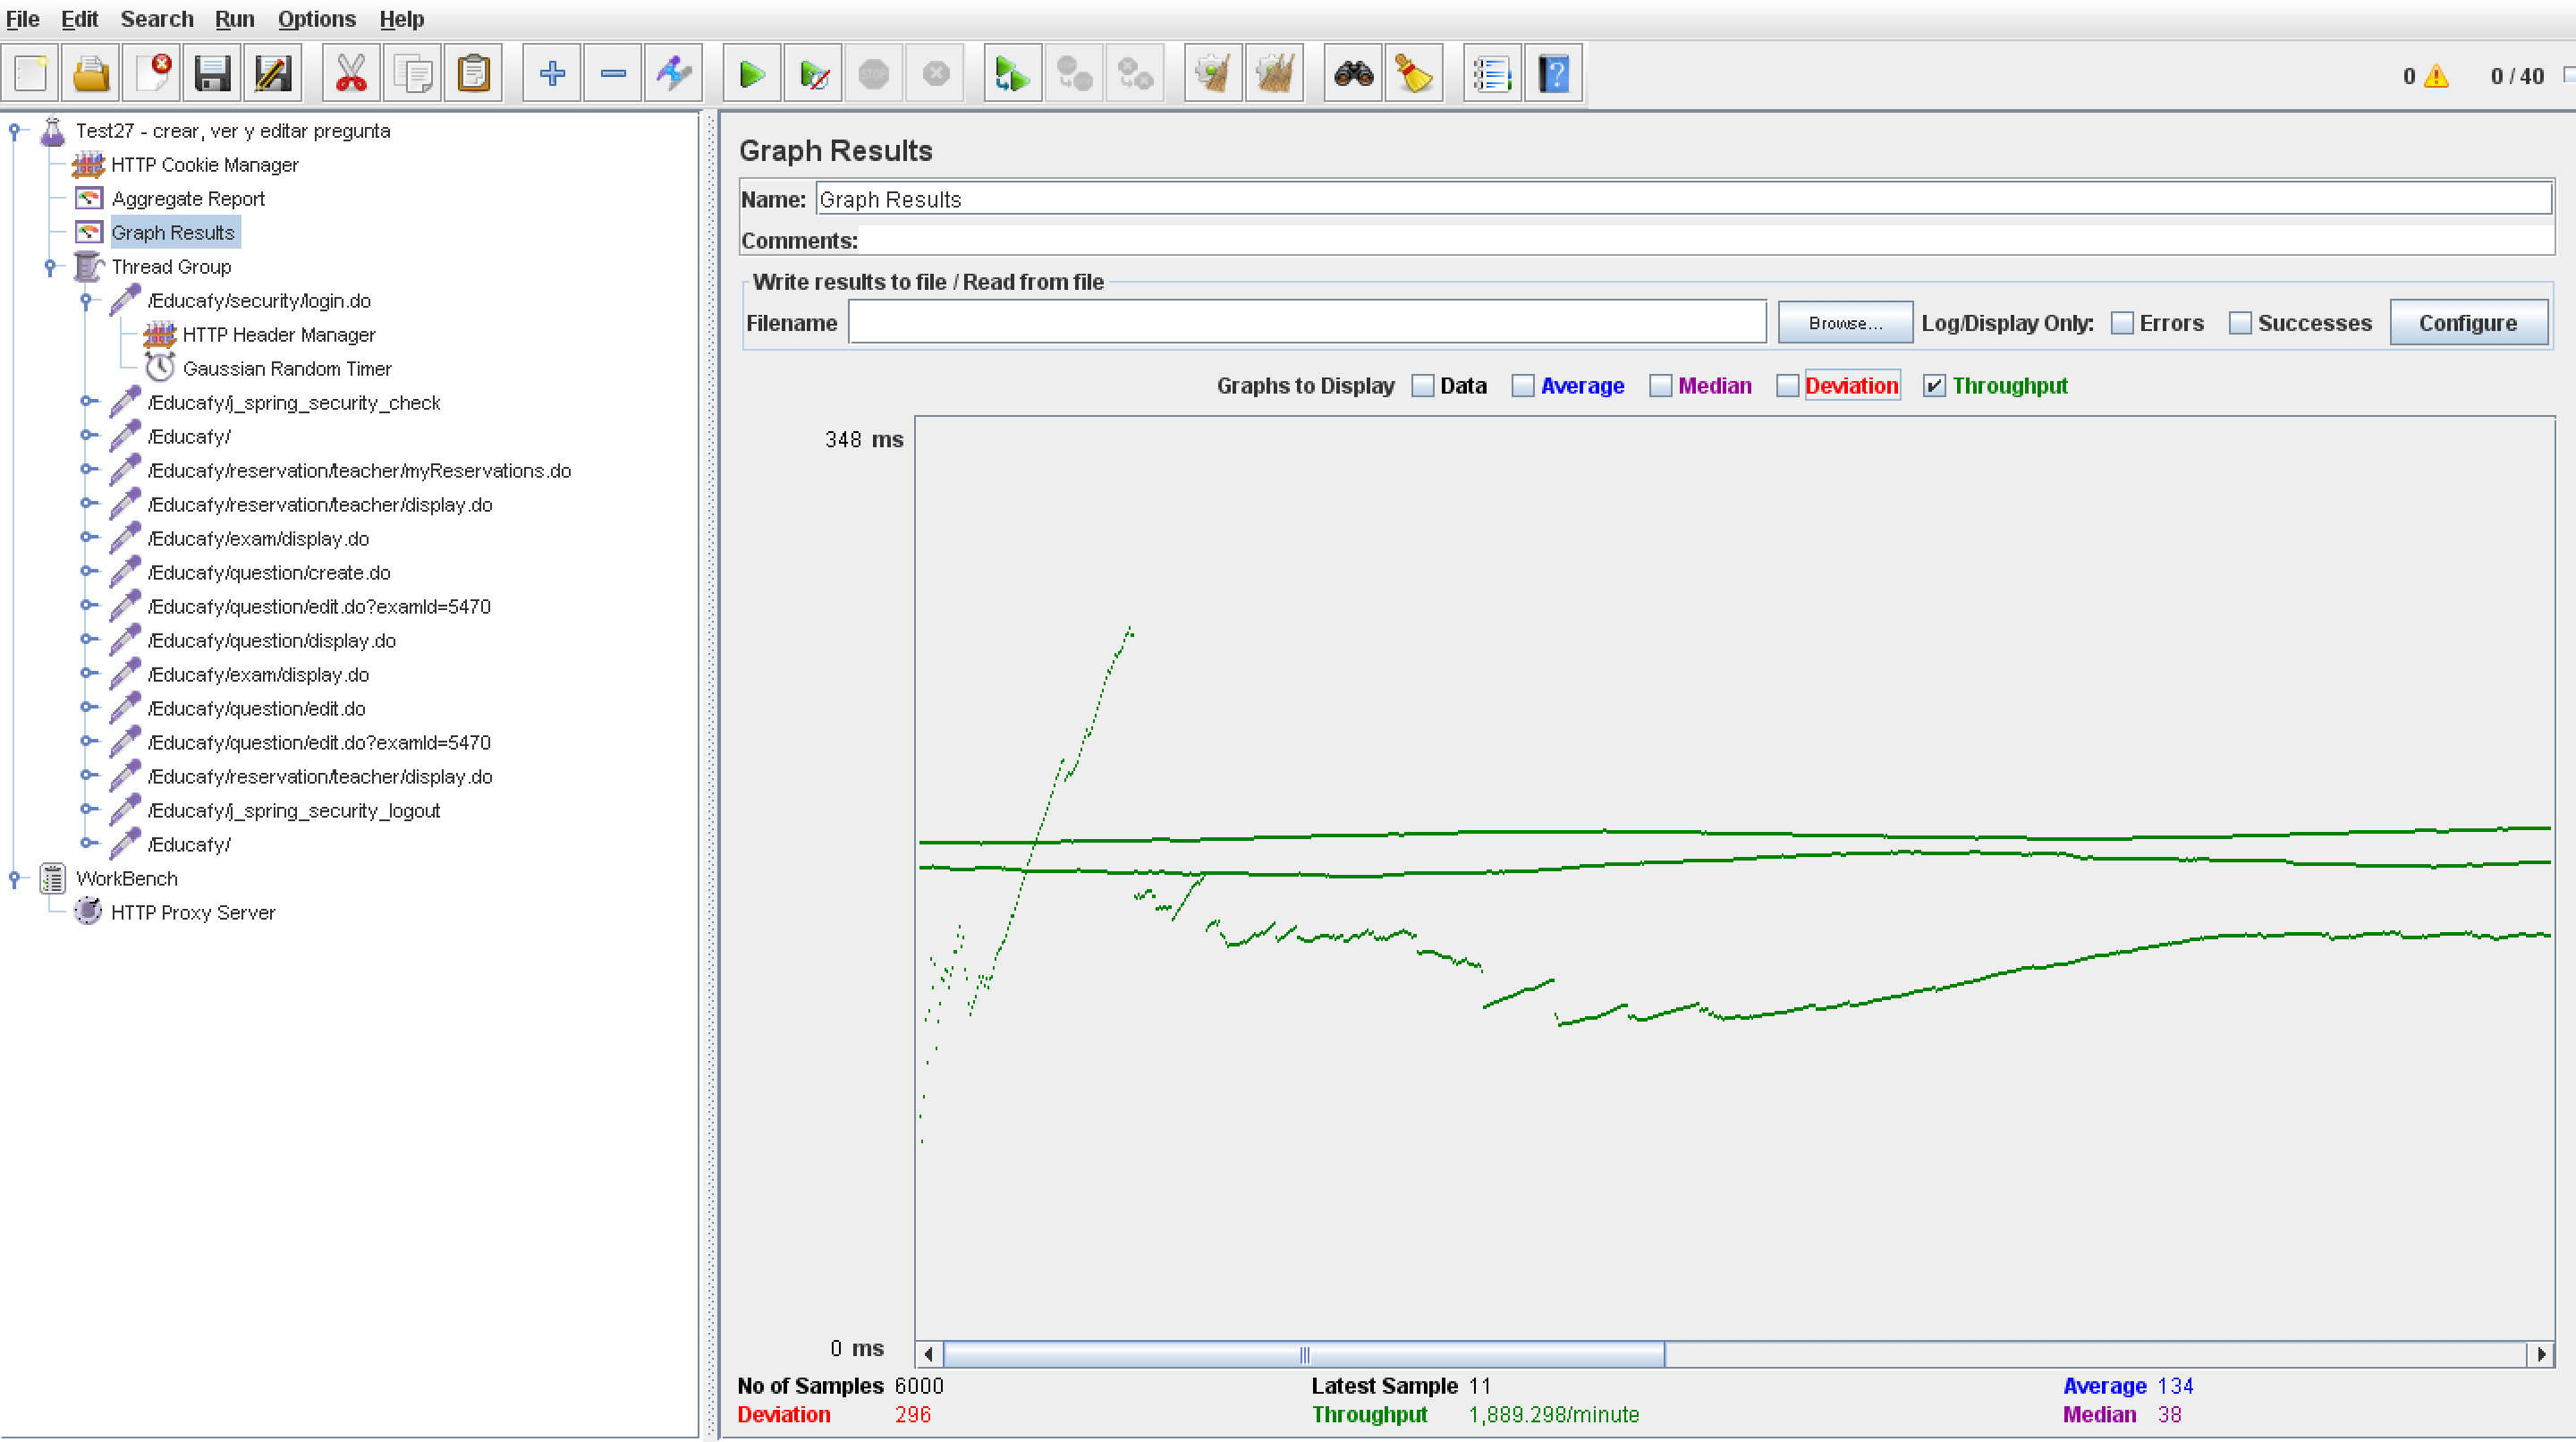 File Edit Search Run Options Help
0 0 / 40
Test27 - crear, ver y editar pregunta
HTTP Cookie Manager
Aggregate Report
Graph Results
Thread Group
/Educafy/security/login.do
HTTP Header Manager
Gaussian Random Timer
/Educafy/j_spring_security_check
/Educafy/
/Educafy/reservation/teacher/myReservations.do
/Educafy/reservation/teacher/display.do
/Educafy/exam/display.do
/Educafy/question/create.do
/Educafy/question/edit.do?examId=5470
/Educafy/question/display.do
/Educafy/exam/display.do
/Educafy/question/edit.do
/Educafy/question/edit.do?examId=5470
/Educafy/reservation/teacher/display.do
/Educafy/j_spring_security_logout
/Educafy/
WorkBench
HTTP Proxy Server
Graph Results
Name: Graph Results
Comments:
Write results to file / Read from file
Filename Browse... Log/Display Only: Errors Successes Configure
Graphs to Display Data Average Median Deviation Throughput
348 ms
0 ms
No of Samples 6000 Latest Sample 11 Average 134
Deviation 296 Throughput 1,889.298/minute Median 38